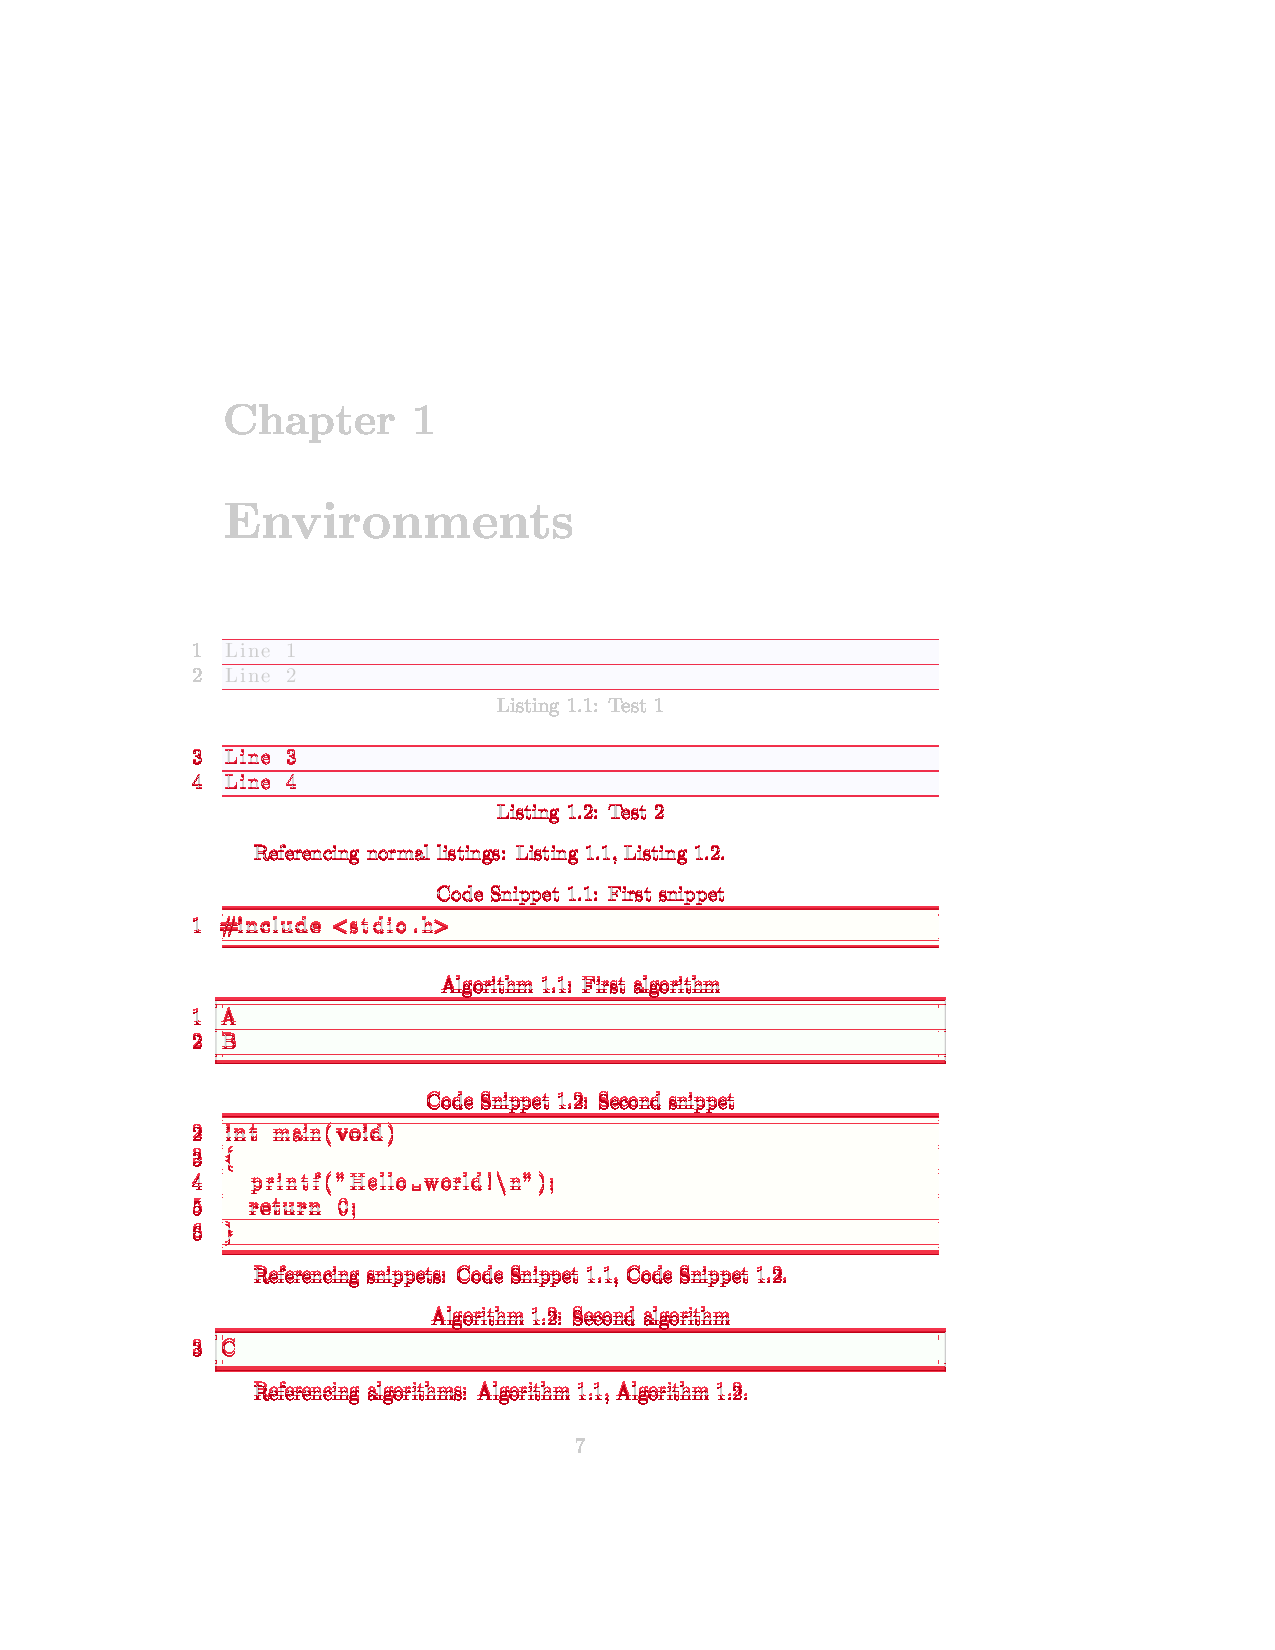 Chapter 1
Environments
1 Line 1
2 Line 2
Listing 1.1: Test 1
3 Line 3
4 Line 4
Listing 1.2: Test 2
Referencing normal listings: Listing 1.1, Listing 1.2.
Code Snippet 1.1: First snippet
1 #include <stdio.h>
Algorithm 1.1: First algorithm
1 A
2 B
Code Snippet 1.2: Second snippet
2 int main(void)
3 {
4 printf("Hello␣world!\n");
5 return 0;
6 }
Referencing snippets: Code Snippet 1.1, Code Snippet 1.2.
Algorithm 1.2: Second algorithm
3 C
Referencing algorithms: Algorithm 1.1, Algorithm 1.2.
7